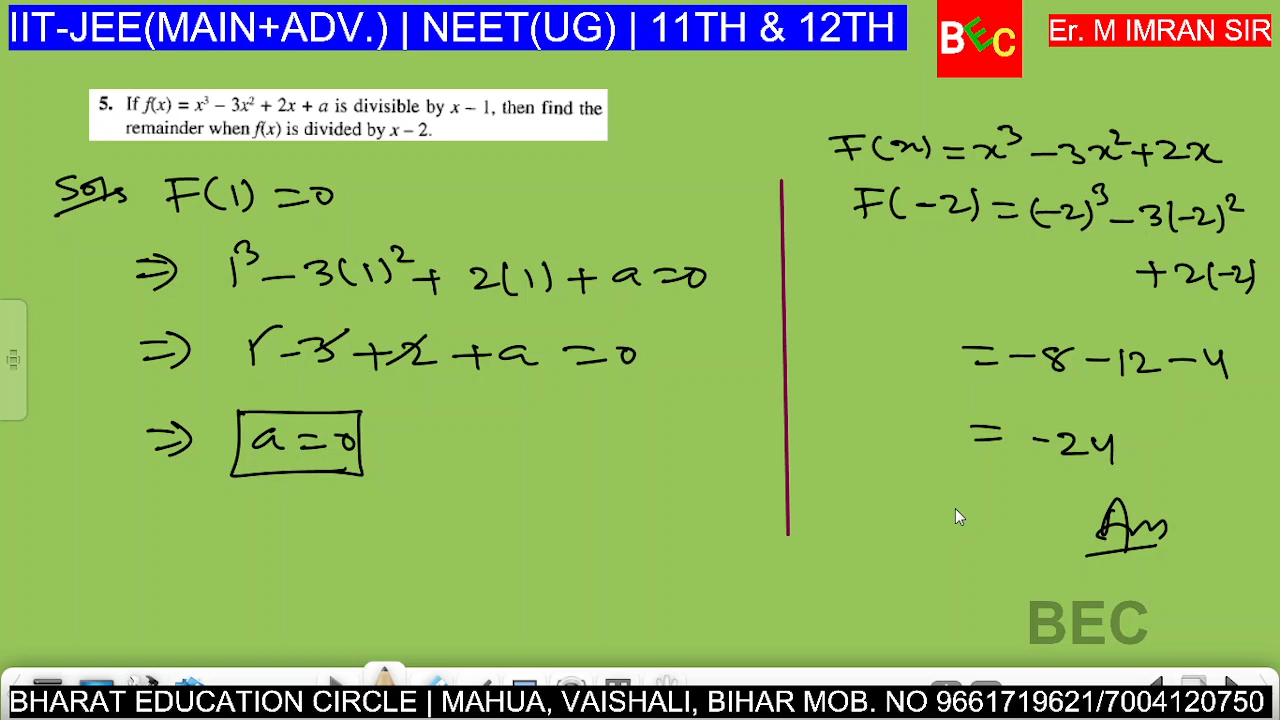 IIT-JEE(MAIN+ADV.) | NEET(UG) | 11TH & 12TH
BEC
Er. M IMRAN SIR
5. If f(x) = x³ − 3x² + 2x + a is divisible by x − 1, then find the
remainder when f(x) is divided by x − 2.
Soln F(1) = 0
⇒ 1³ − 3(1)² + 2(1) + a = 0
⇒ 1 − 3 + 2 + a = 0
⇒ a = 0
F(x) = x³ − 3x² + 2x
F(−2) = (−2)³ − 3(−2)²
+ 2(−2)
= −8 − 12 − 4
= −24
Ans
BEC
BHARAT EDUCATION CIRCLE | MAHUA, VAISHALI, BIHAR MOB. NO 9661719621/7004120750